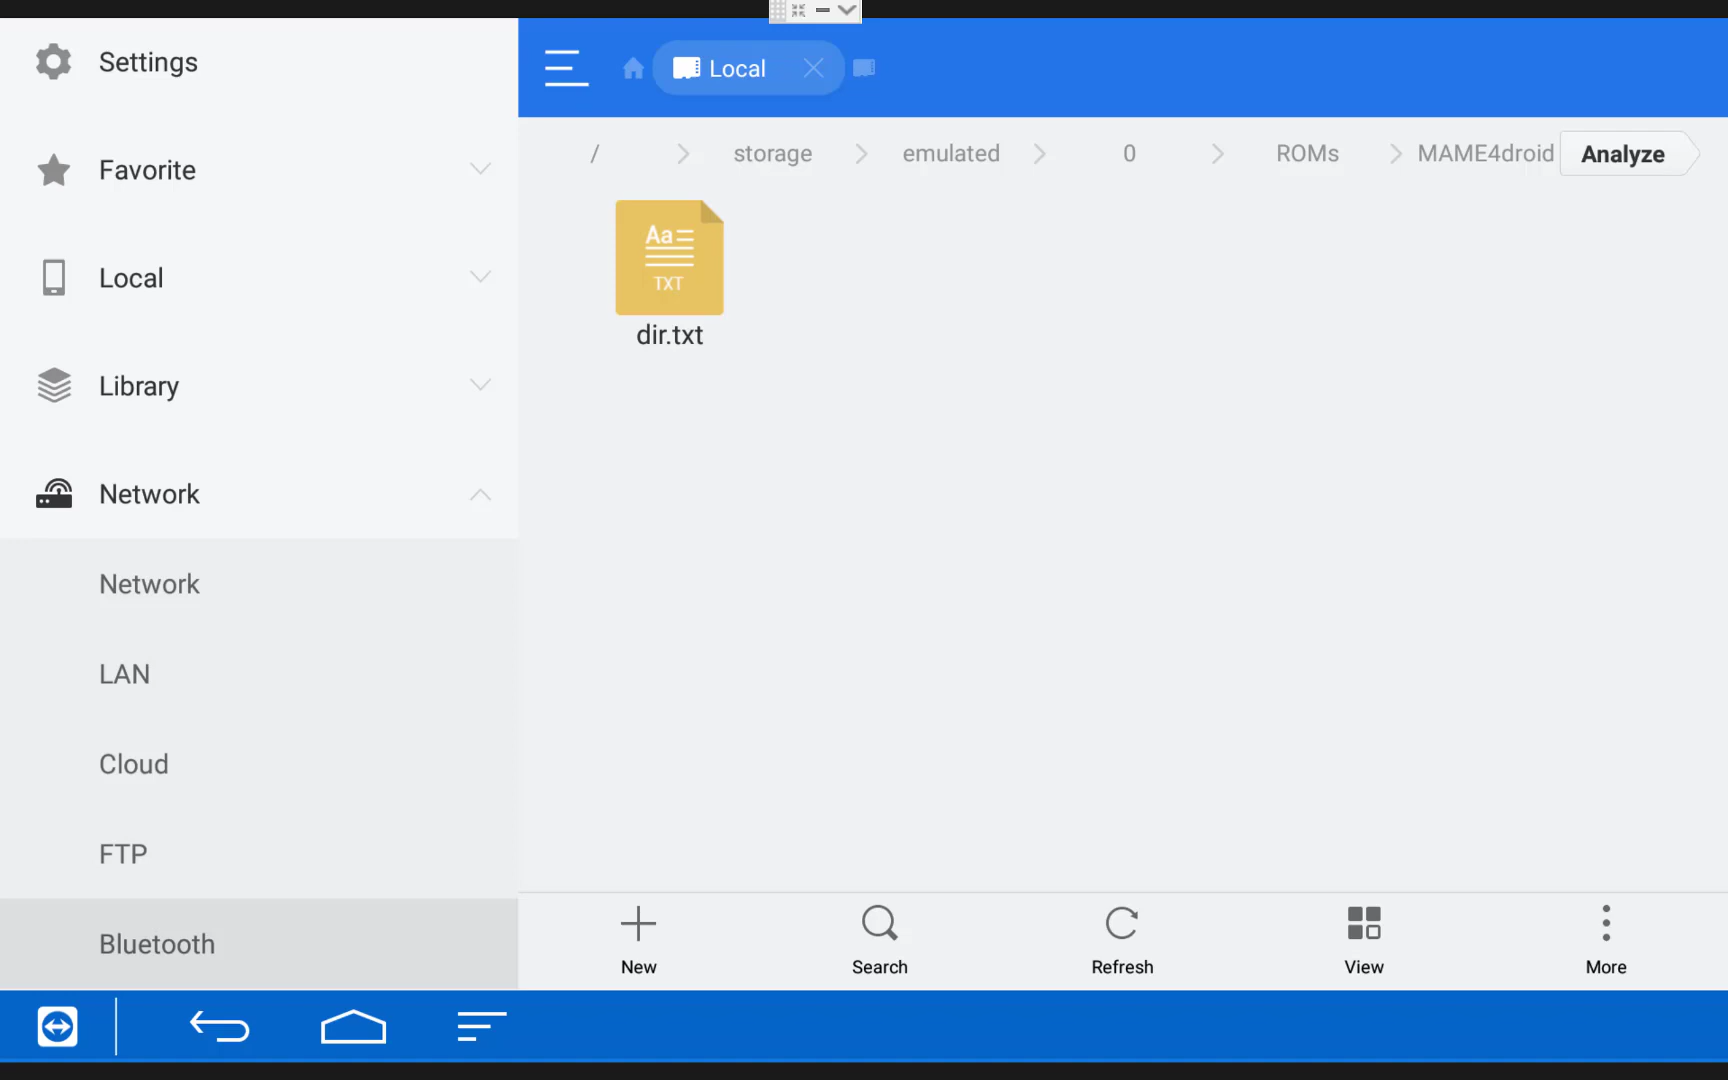 Settings
Favorite
Local
Library
Network
Network
LAN
Cloud
FTP
Bluetooth
Local
/ storage emulated 0 ROMs MAME4droid Analyze
Aa
TXT
dir.txt
New Search Refresh View More